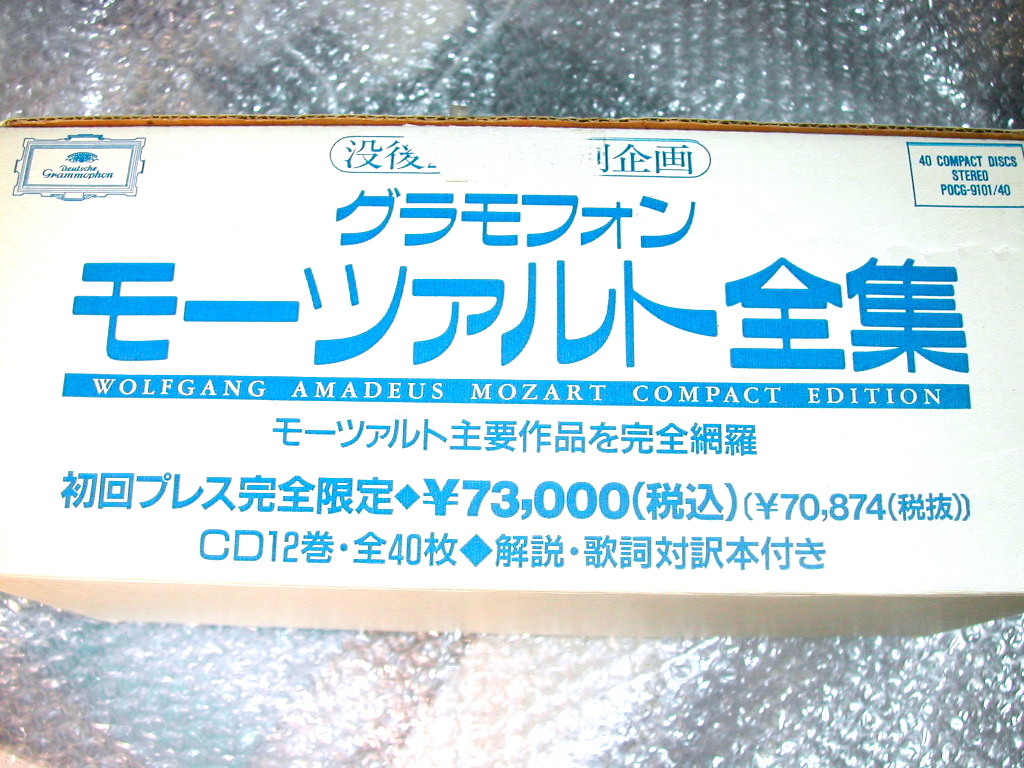 Deutsche
Grammophon
没後 企画
40 COMPACT DISCS
STEREO
POCG-9101/40
グラモフォン
モーツァルト全集
WOLFGANG AMADEUS MOZART COMPACT EDITION
モーツァルト主要作品を完全網羅
初回プレス完全限定◆¥73,000(税込)(¥70,874(税抜))
CD12巻・全40枚◆解説・歌詞対訳本付き